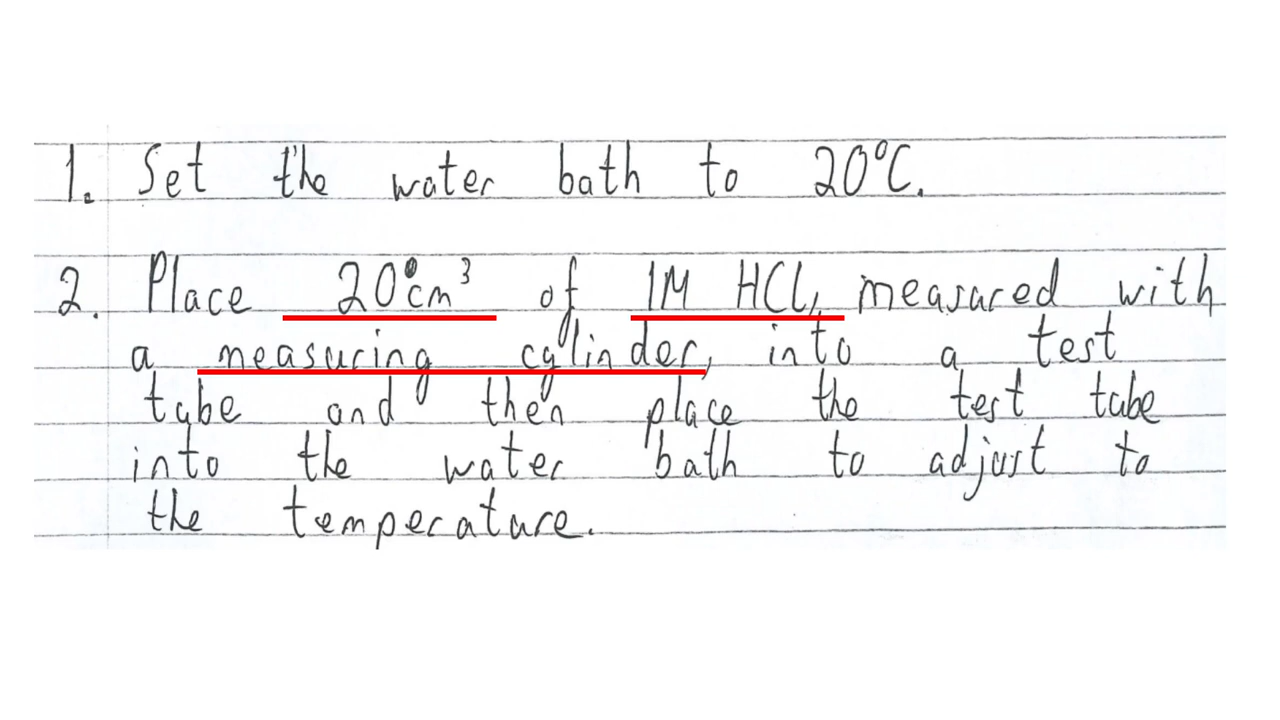 1. Set the water bath to 20°C.
2. Place 20cm³ of 1M HCl, measured with
a measuring cylinder, into a test
tube and then place the test tube
into the water bath to adjust to
the temperature.